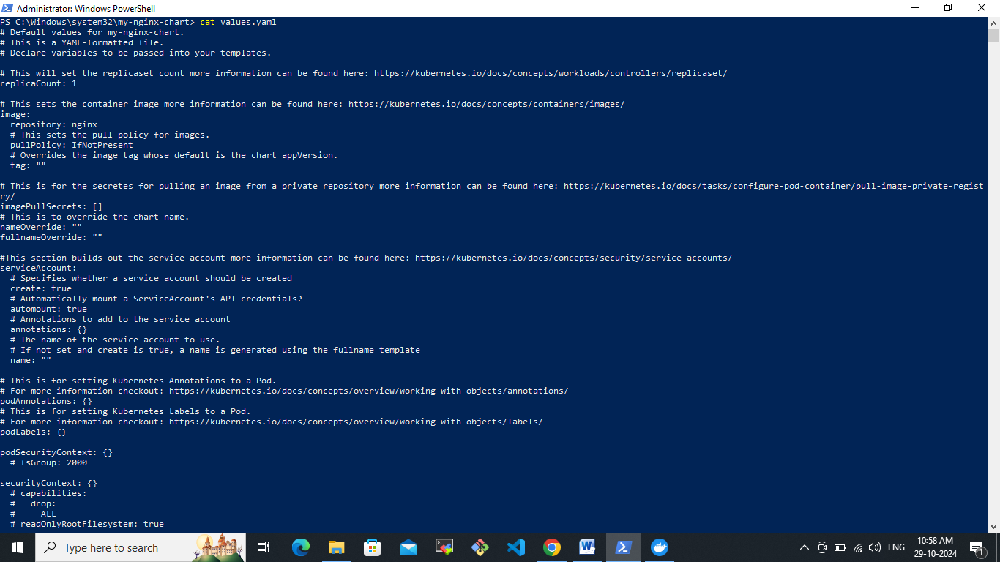 Administrator: Windows PowerShell
PS C:\Windows\system32\my-nginx-chart> cat values.yaml
# Default values for my-nginx-chart.
# This is a YAML-formatted file.
# Declare variables to be passed into your templates.
# This will set the replicaset count more information can be found here: https://kubernetes.io/docs/concepts/workloads/controllers/replicaset/
replicaCount: 1
# This sets the container image more information can be found here: https://kubernetes.io/docs/concepts/containers/images/
image:
  repository: nginx
  # This sets the pull policy for images.
  pullPolicy: IfNotPresent
  # Overrides the image tag whose default is the chart appVersion.
  tag: ""
# This is for the secretes for pulling an image from a private repository more information can be found here: https://kubernetes.io/docs/tasks/configure-pod-container/pull-image-private-regist
ry/
imagePullSecrets: []
# This is to override the chart name.
nameOverride: ""
fullnameOverride: ""
#This section builds out the service account more information can be found here: https://kubernetes.io/docs/concepts/security/service-accounts/
serviceAccount:
  # Specifies whether a service account should be created
  create: true
  # Automatically mount a ServiceAccount's API credentials?
  automount: true
  # Annotations to add to the service account
  annotations: {}
  # The name of the service account to use.
  # If not set and create is true, a name is generated using the fullname template
  name: ""
# This is for setting Kubernetes Annotations to a Pod.
# For more information checkout: https://kubernetes.io/docs/concepts/overview/working-with-objects/annotations/
podAnnotations: {}
# This is for setting Kubernetes Labels to a Pod.
# For more information checkout: https://kubernetes.io/docs/concepts/overview/working-with-objects/labels/
podLabels: {}
podSecurityContext: {}
  # fsGroup: 2000
securityContext: {}
  # capabilities:
  #   drop:
  #   - ALL
  # readOnlyRootFilesystem: true
Type here to search
ENG
10:58 AM
29-10-2024
1